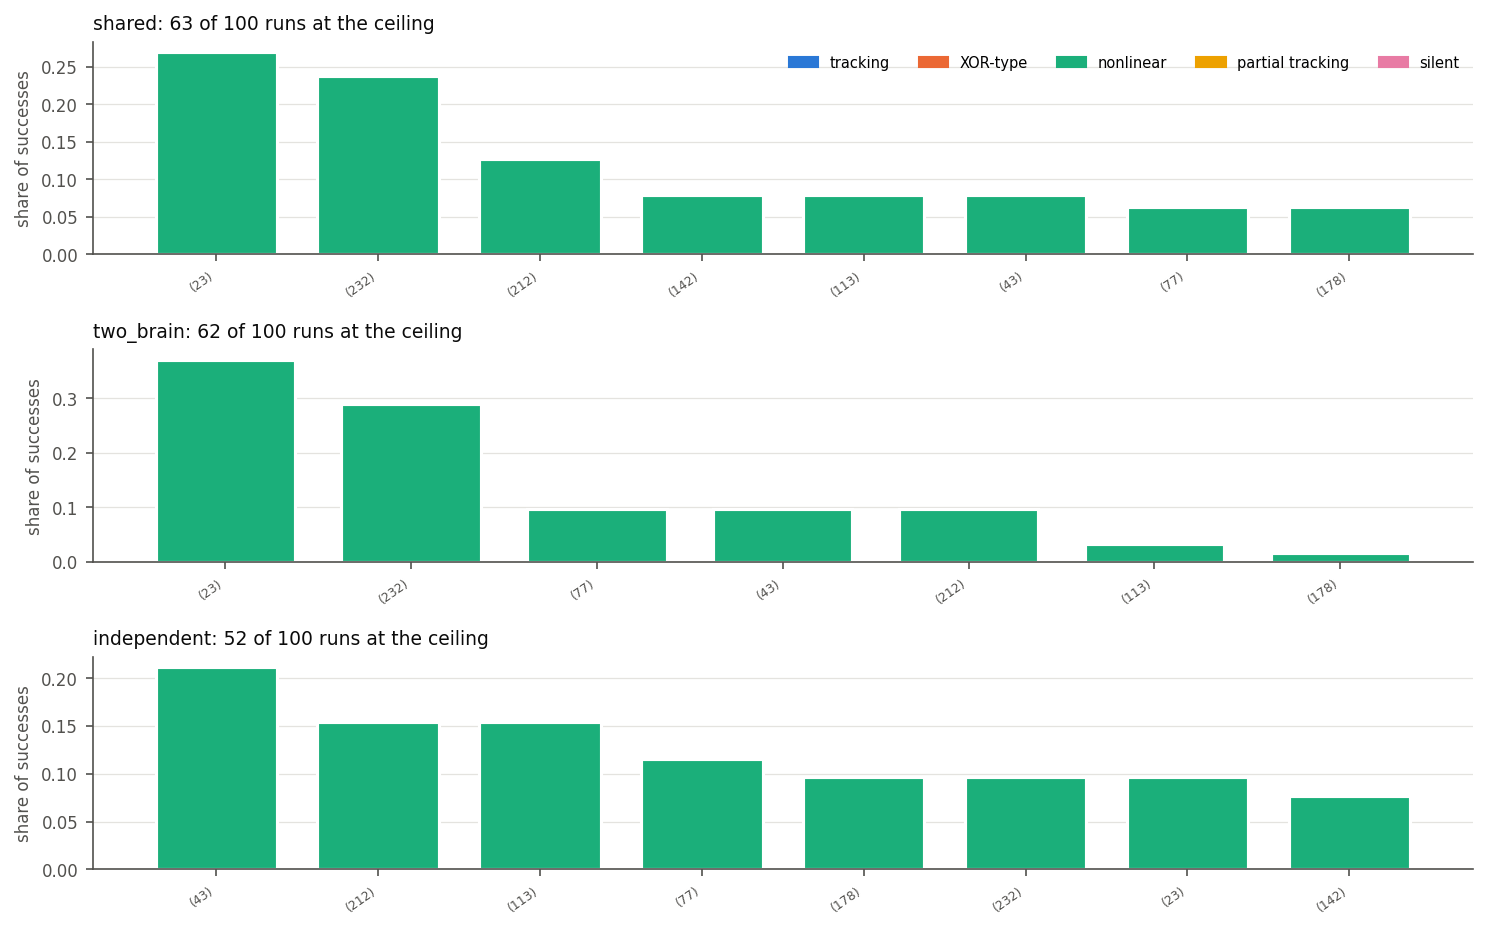 shared: 63 of 100 runs at the ceiling
share of successes
0.25
0.20
0.15
0.10
0.05
0.00
tracking XOR-type nonlinear partial tracking silent
(23) (232) (212) (142) (113) (43) (77) (178)
two_brain: 62 of 100 runs at the ceiling
share of successes
0.3
0.2
0.1
0.0
(23) (232) (77) (43) (212) (113) (178)
independent: 52 of 100 runs at the ceiling
share of successes
0.20
0.15
0.10
0.05
0.00
(43) (212) (113) (77) (178) (232) (23) (142)